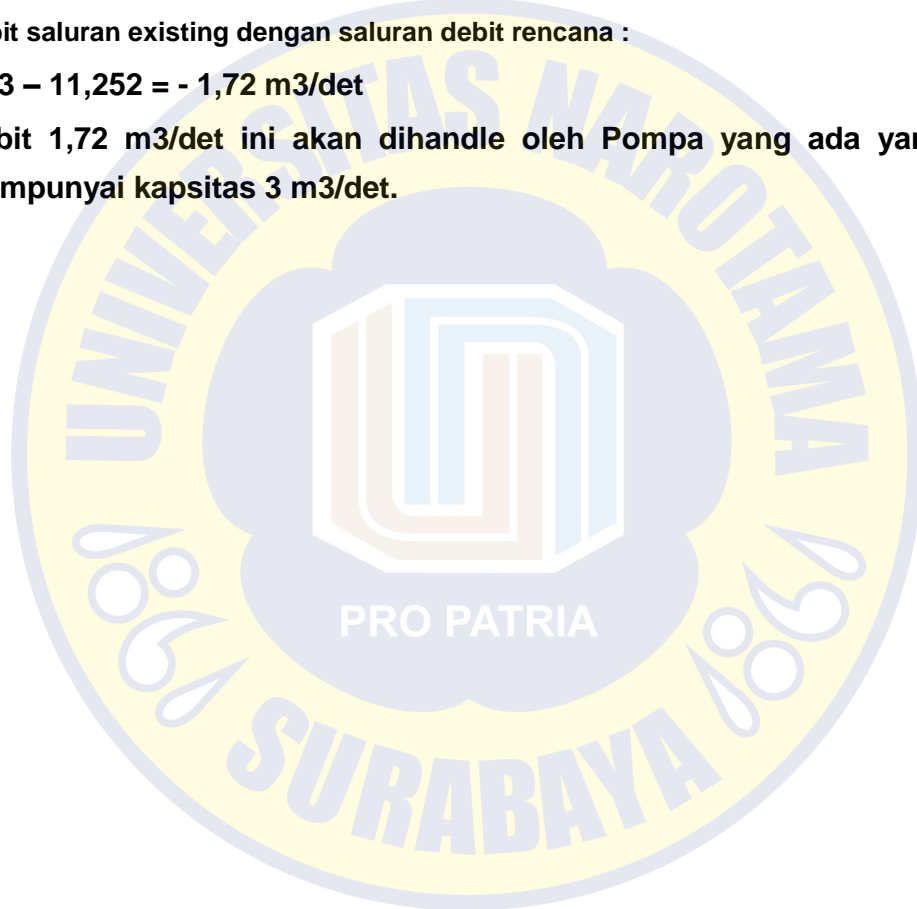 bit saluran existing dengan saluran debit rencana :
3 – 11,252 = - 1,72 m3/det
bit 1,72 m3/det ini akan dihandle oleh Pompa yang ada yan
mpunyai kapsitas 3 m3/det.
UNIVERSITAS NAROTAMA
PRO PATRIA
SURABAYA